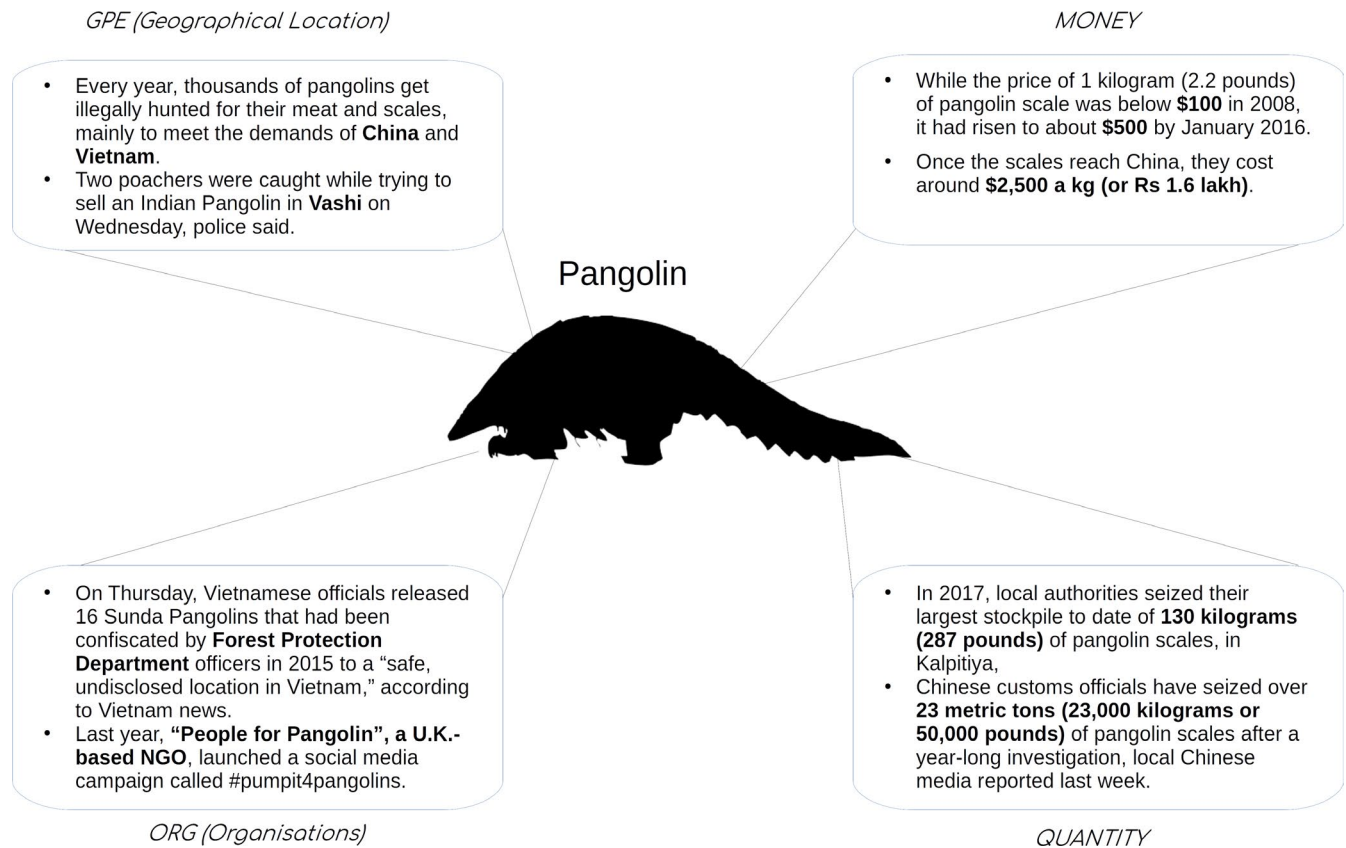 GPE (Geographical Location)
• Every year, thousands of pangolins get
illegally hunted for their meat and scales,
mainly to meet the demands of China and
Vietnam.
• Two poachers were caught while trying to
sell an Indian Pangolin in Vashi on
Wednesday, police said.
MONEY
• While the price of 1 kilogram (2.2 pounds)
of pangolin scale was below $100 in 2008,
it had risen to about $500 by January 2016.
• Once the scales reach China, they cost
around $2,500 a kg (or Rs 1.6 lakh).
Pangolin
• On Thursday, Vietnamese officials released
16 Sunda Pangolins that had been
confiscated by Forest Protection
Department officers in 2015 to a “safe,
undisclosed location in Vietnam,” according
to Vietnam news.
• Last year, “People for Pangolin”, a U.K.-
based NGO, launched a social media
campaign called #pumpit4pangolins.
ORG (Organisations)
• In 2017, local authorities seized their
largest stockpile to date of 130 kilograms
(287 pounds) of pangolin scales, in
Kalpitiya,
• Chinese customs officials have seized over
23 metric tons (23,000 kilograms or
50,000 pounds) of pangolin scales after a
year-long investigation, local Chinese
media reported last week.
QUANTITY